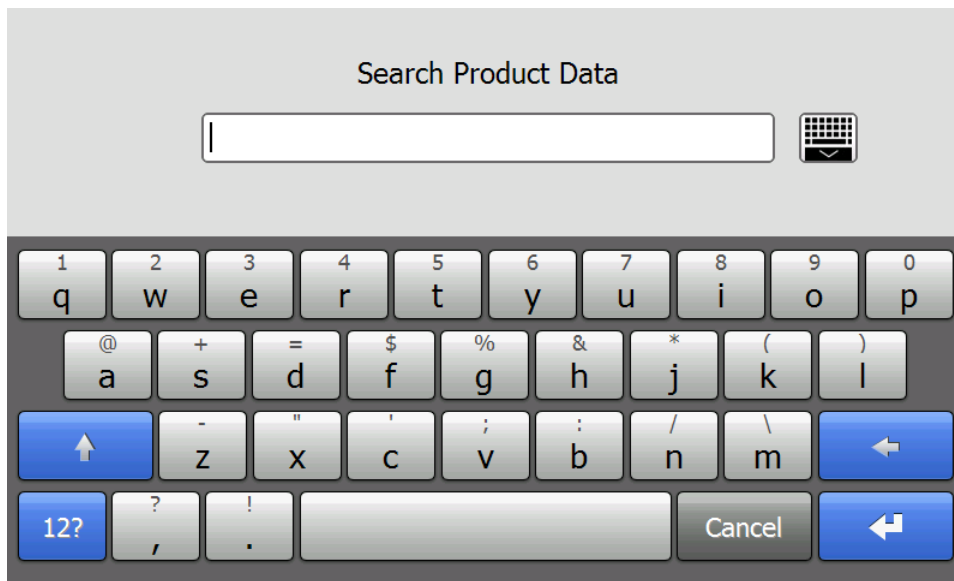 Search Product Data
1 2 3 4 5 6 7 8 9 0
q w e r t y u i o p
@ + = $ % & * ( )
a s d f g h j k l
- " ' ; : / \
z x c v b n m
? !
12? , . Cancel